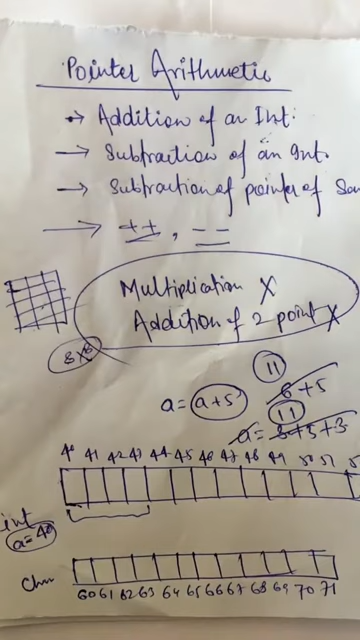 Pointer Arithmetic
→ Addition of an Int:
→ Subtraction of an Int.
→ Subtraction of pointer of Sa
→ ++, --
Multiplication X
Addition of 2 point X
11
a = a+5
6+5
11
a = 3+5+3
40 41 42 43 44 45 46 47 48 49 50 51 5
int
a=40
Char
60 61 62 63 64 65 66 67 68 69 70 71